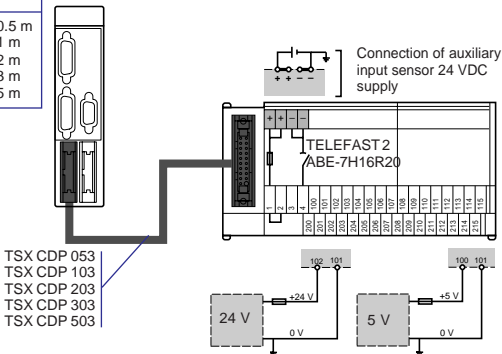 0.5 m
1 m
2 m
3 m
5 m
Connection of auxiliary
input sensor 24 VDC
supply
+ + − −
+ + − −
TELEFAST 2
ABE-7H16R20
1 2 3 4 100 101 102 103 104 105 106 107 108 109 110 111 112 113 114 115
200 201 202 203 204 205 206 207 208 209 210 211 212 213 214 215
TSX CDP 053
TSX CDP 103
TSX CDP 203
TSX CDP 303
TSX CDP 503
102 101
+24 V
24 V
0 V
100 101
+5 V
5 V
0 V